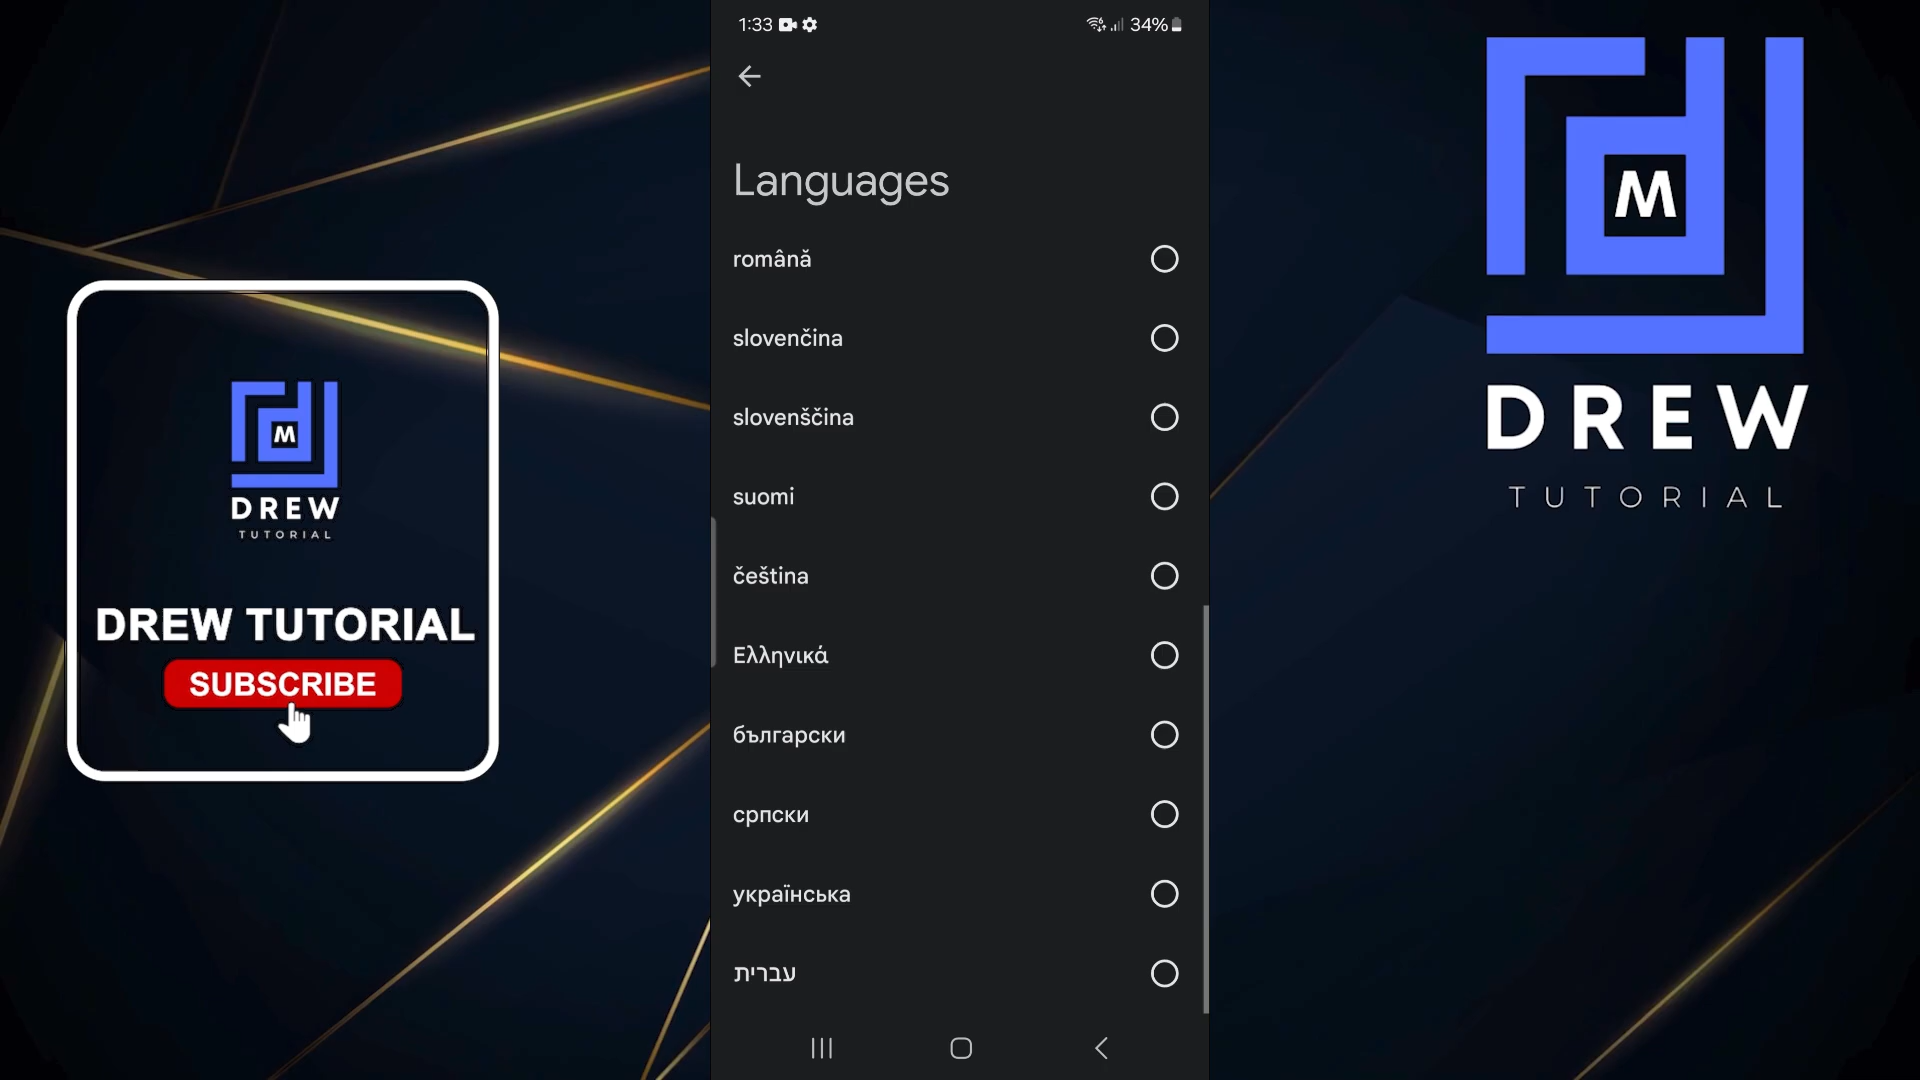 1:33
34%
Languages
română
slovenčina
slovenščina
suomi
čeština
Ελληνικά
български
српски
українська
עברית
M
DREW
TUTORIAL
DREW TUTORIAL
SUBSCRIBE
M
DREW
TUTORIAL